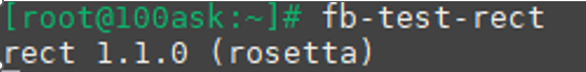 [root@100ask:~]# fb-test-rect
rect 1.1.0 (rosetta)